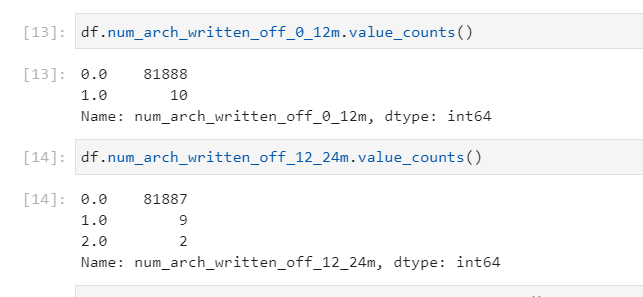 [13]: df.num_arch_written_off_0_12m.value_counts()
[13]: 0.0    81888
1.0       10
Name: num_arch_written_off_0_12m, dtype: int64
[14]: df.num_arch_written_off_12_24m.value_counts()
[14]: 0.0    81887
1.0        9
2.0        2
Name: num_arch_written_off_12_24m, dtype: int64